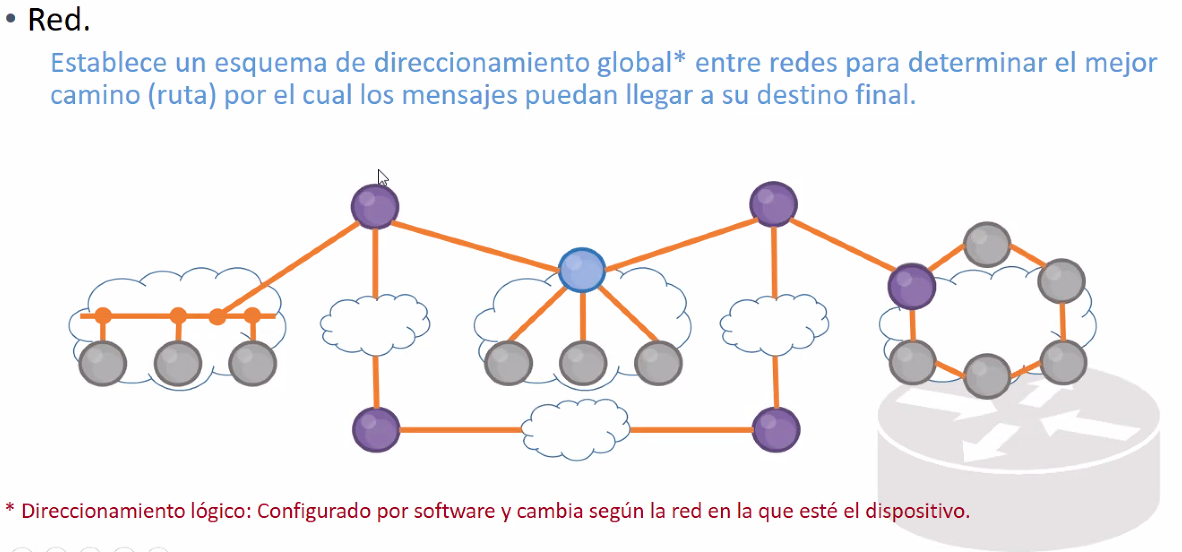 • Red.
Establece un esquema de direccionamiento global* entre redes para determinar el mejor
camino (ruta) por el cual los mensajes puedan llegar a su destino final.
* Direccionamiento lógico: Configurado por software y cambia según la red en la que esté el dispositivo.